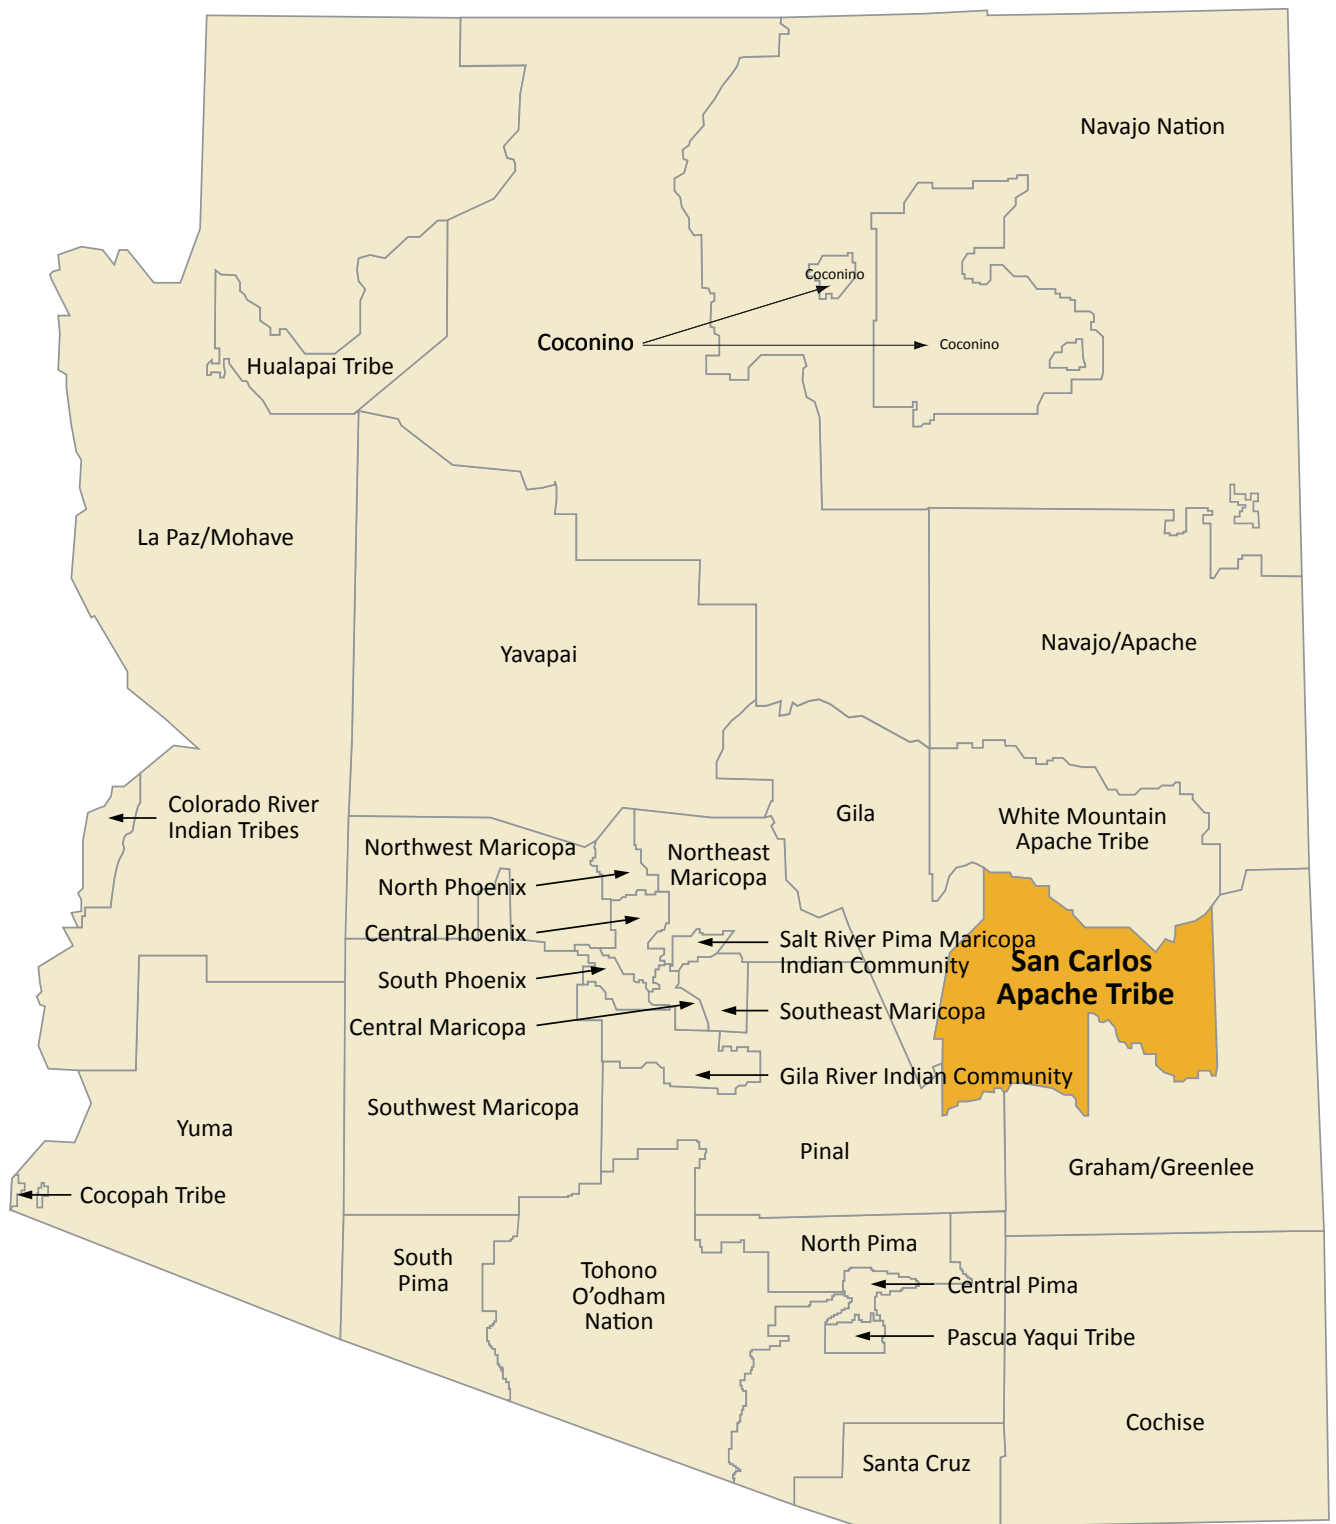 Navajo Nation
Coconino
Coconino
Coconino
Hualapai Tribe
La Paz/Mohave
Yavapai
Navajo/Apache
Colorado River
Indian Tribes
Gila
White Mountain
Apache Tribe
Northwest Maricopa
Northeast
Maricopa
North Phoenix
Central Phoenix
Salt River Pima Maricopa
Indian Community
San Carlos
Apache Tribe
South Phoenix
Central Maricopa
Southeast Maricopa
Gila River Indian Community
Southwest Maricopa
Yuma
Pinal
Graham/Greenlee
Cocopah Tribe
South
Pima
Tohono
O’odham
Nation
North Pima
Central Pima
Pascua Yaqui Tribe
Cochise
Santa Cruz